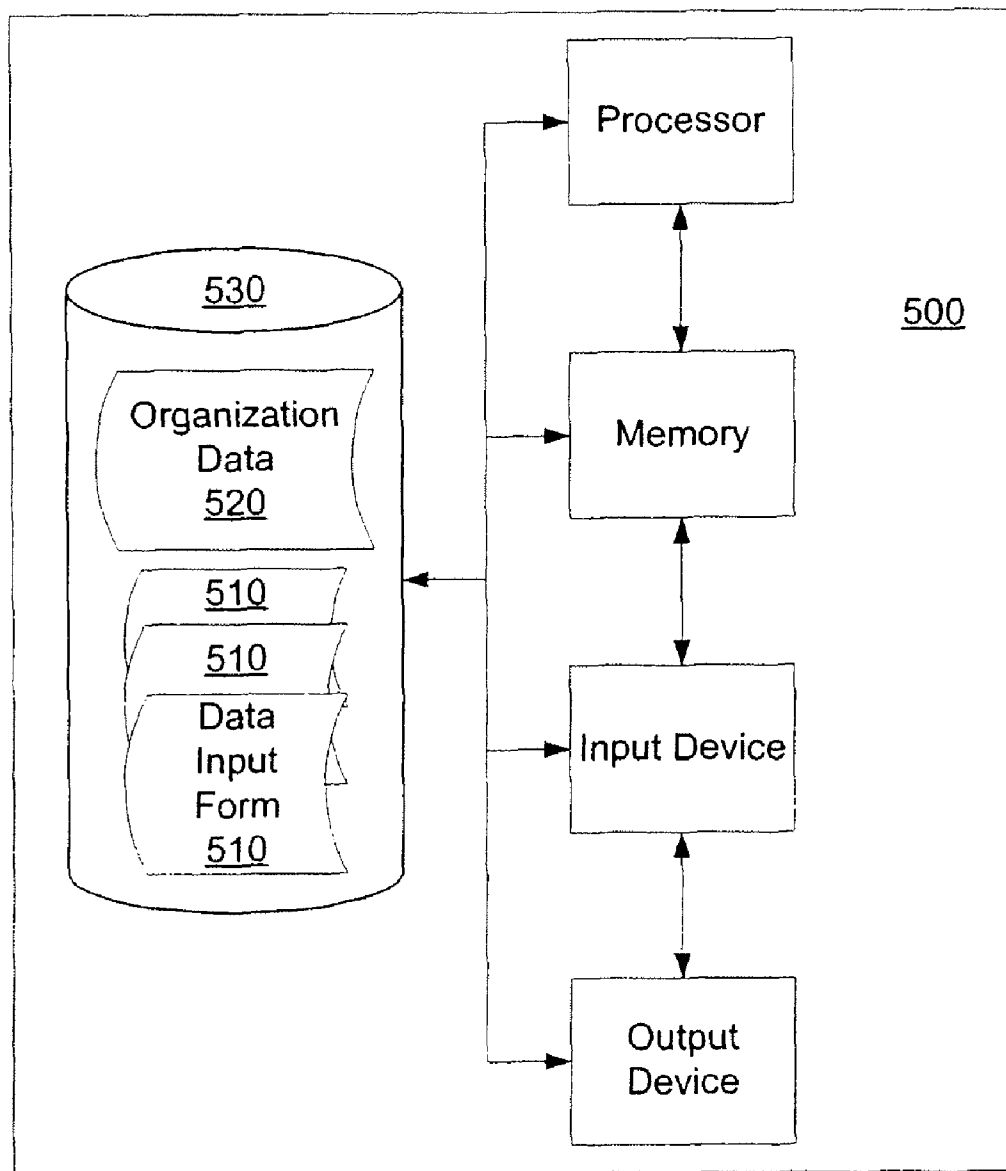 Processor
530
500
Organization
Data
520
Memory
510
510
Data
Input
Form
510
Input Device
Output
Device